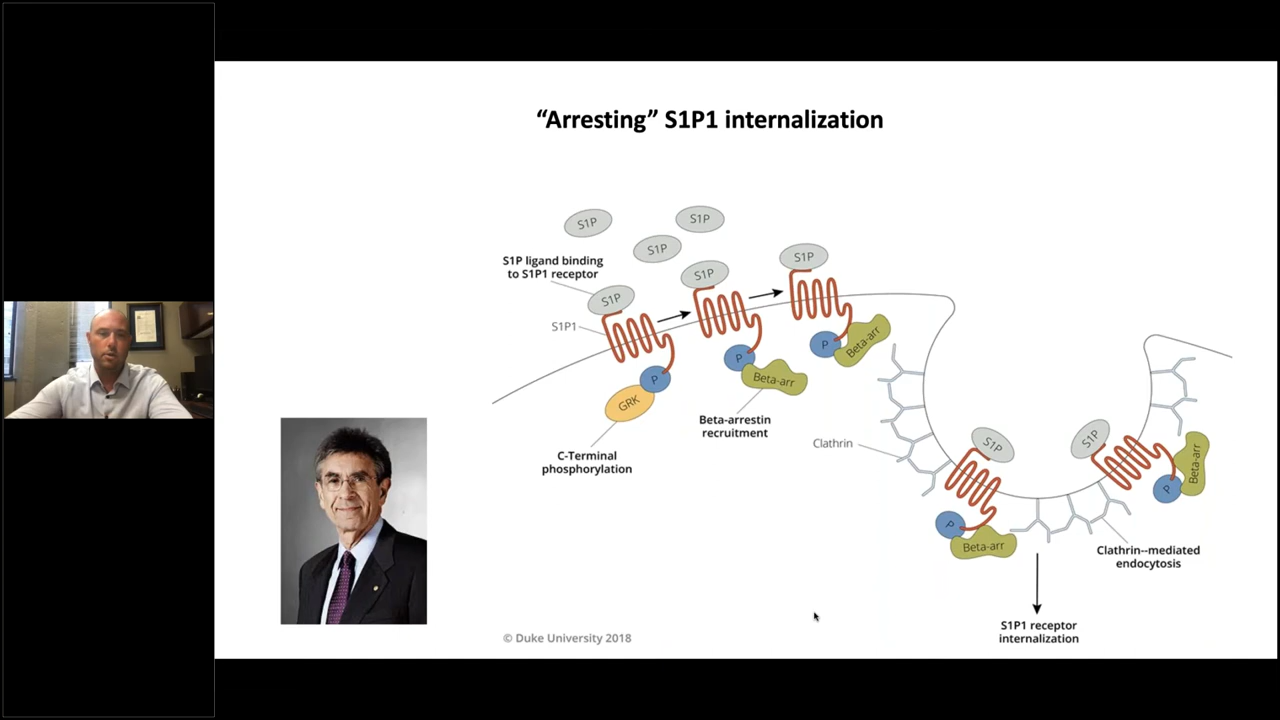 “Arresting” S1P1 internalization
S1P
S1P
S1P
S1P
S1P
S1P ligand binding
to S1P1 receptor
S1P
S1P1
P
Beta-arr
P
Beta-arr
P
GRK
Beta-arrestin
recruitment
C-Terminal
phosphorylation
Clathrin
S1P
S1P
Beta-arr
P
P
Beta-arr
Clathrin--mediated
endocytosis
S1P1 receptor
internalization
© Duke University 2018